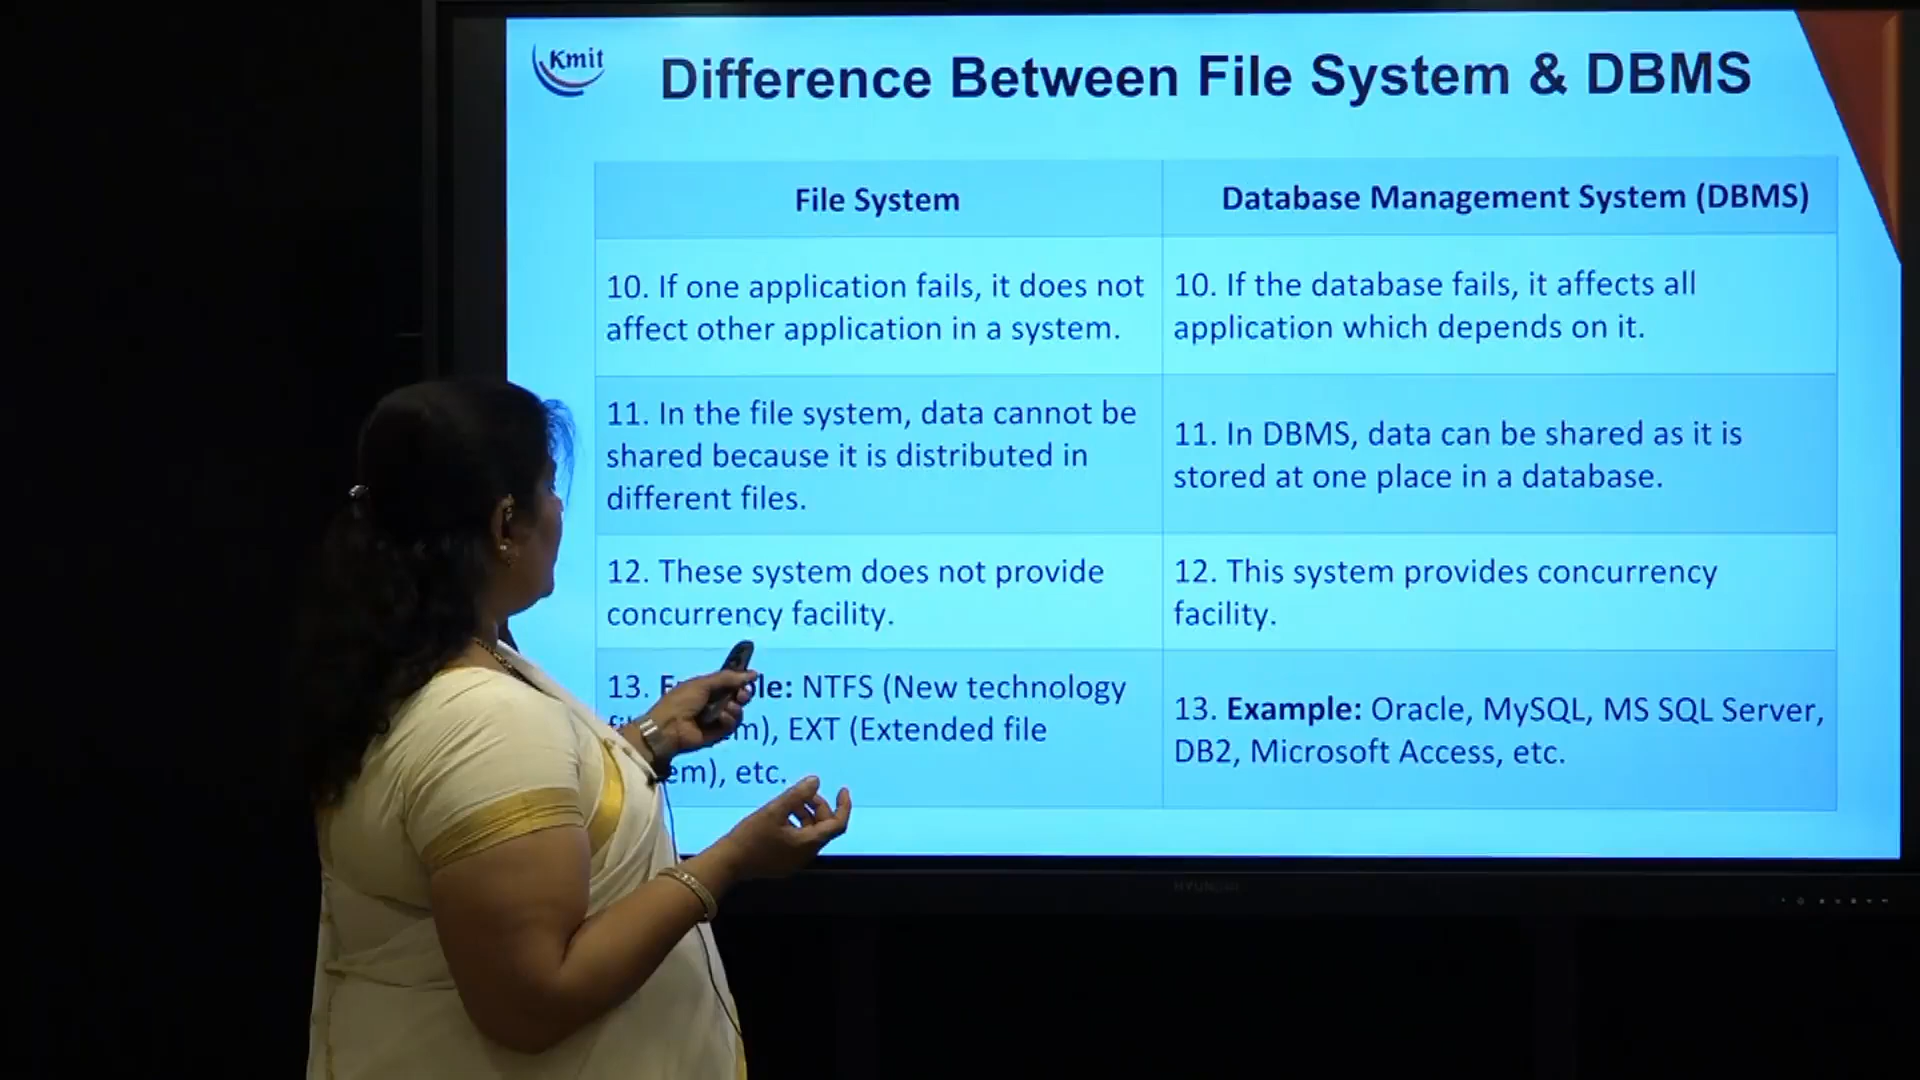 Kmit
Difference Between File System & DBMS
File System
Database Management System (DBMS)
10. If one application fails, it does not
affect other application in a system.
10. If the database fails, it affects all
application which depends on it.
11. In the file system, data cannot be
shared because it is distributed in
different files.
11. In DBMS, data can be shared as it is
stored at one place in a database.
12. These system does not provide
concurrency facility.
12. This system provides concurrency
facility.
13. NTFS (New technology
EXT (Extended file
etc.
13. Example: Oracle, MySQL, MS SQL Server,
DB2, Microsoft Access, etc.
HYUNDAI